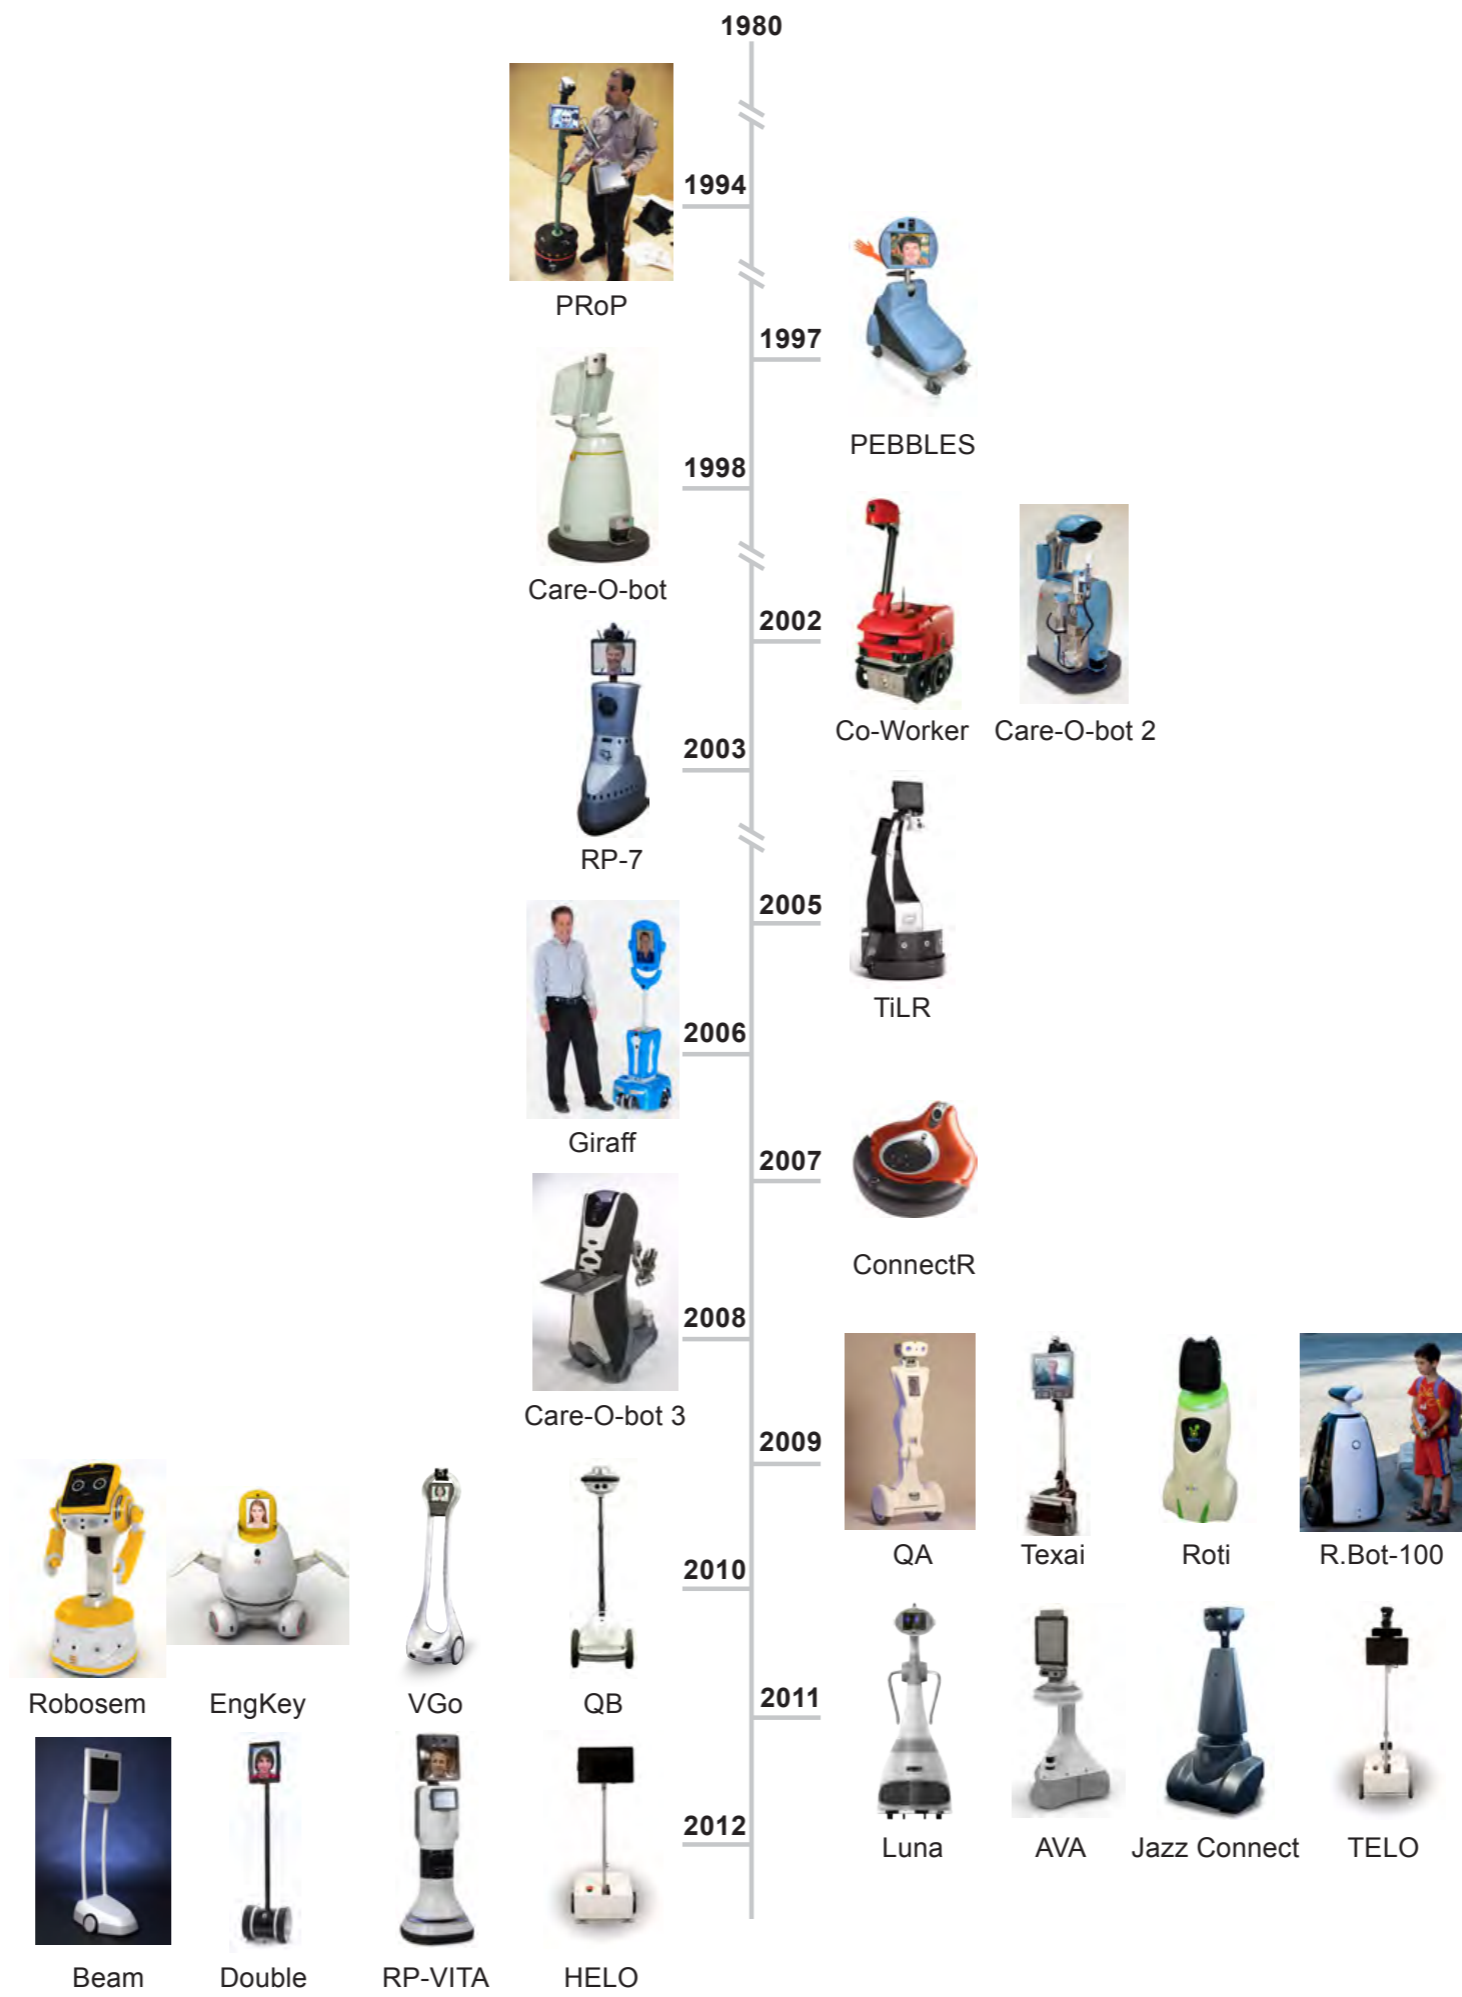 1980
1994
PRoP
1997
PEBBLES
1998
Care-O-bot
2002
Co-Worker Care-O-bot 2
2003
RP-7
2005
TiLR
2006
Giraff
2007
ConnectR
2008
Care-O-bot 3
2009
QA Texai Roti R.Bot-100
2010
Robosem EngKey VGo QB
2011
Luna AVA Jazz Connect TELO
2012
Beam Double RP-VITA HELO